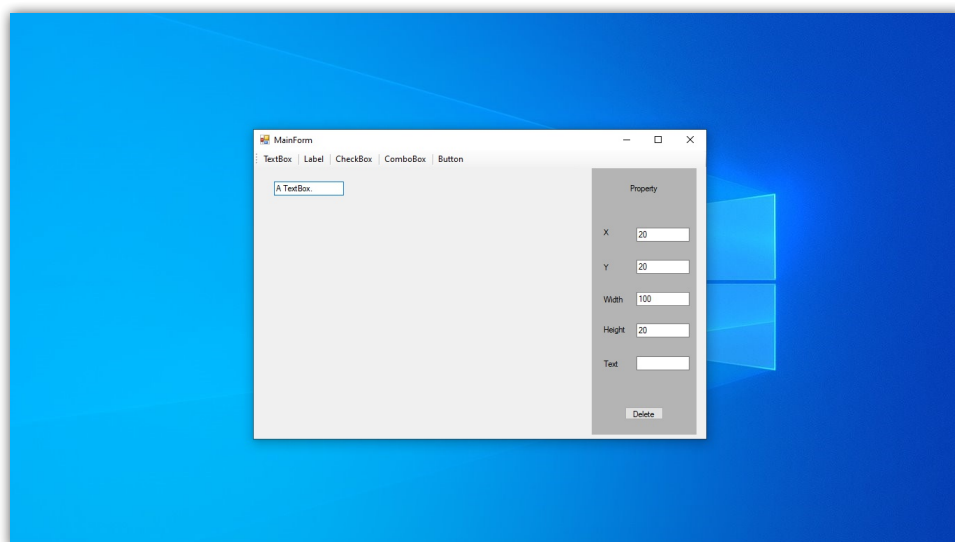 MainForm
TextBox Label CheckBox ComboBox Button
A TextBox.
Property
X 20
Y 20
Width 100
Height 20
Text
Delete